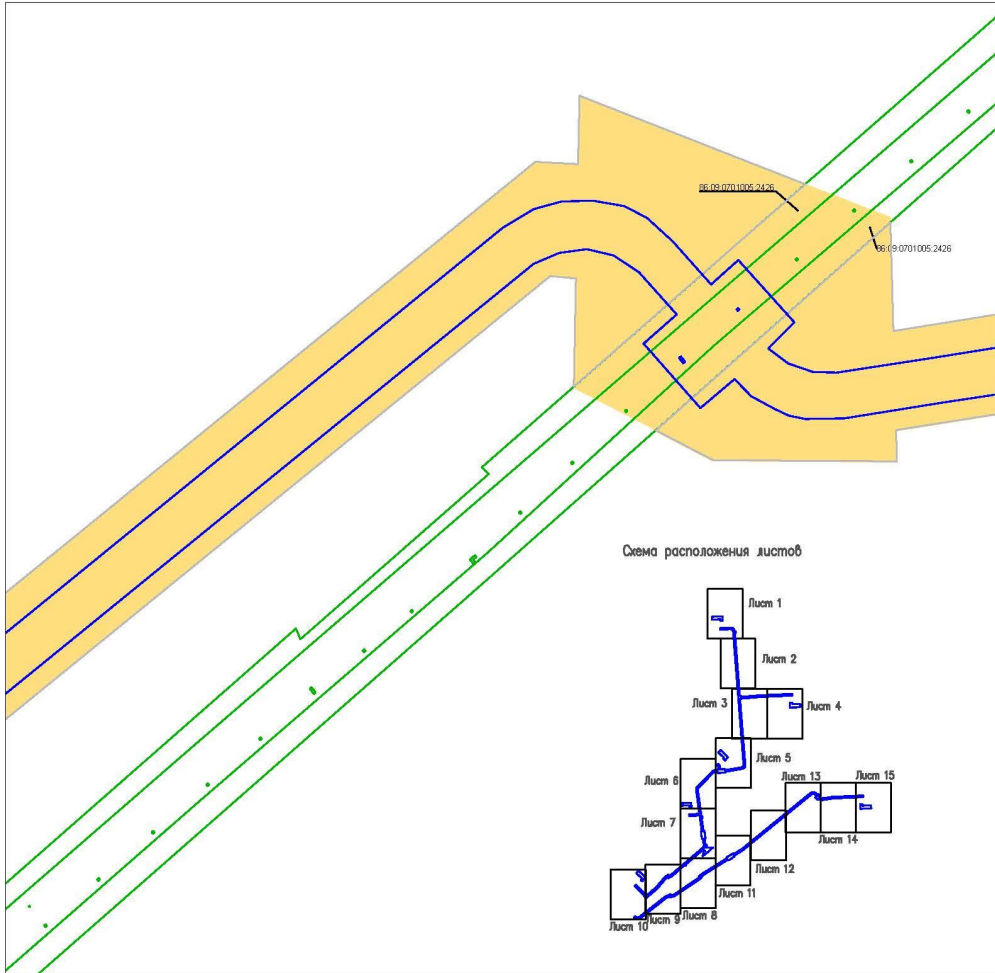 86:09:0701005:2426
86:09:0701005:2426
Схема расположения листов
Лист 1
Лист 2
Лист 3
Лист 4
Лист 5
Лист 6
Лист 13
Лист 15
Лист 7
Лист 14
Лист 12
Лист 11
Лист 10
Лист 9
Лист 8